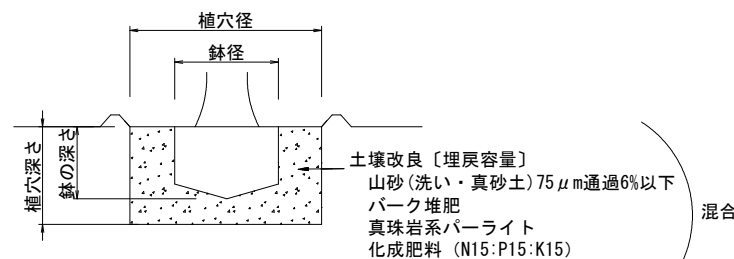 植穴径
鉢径
植穴深さ
鉢の深さ
土壌改良〔埋戻容量〕
山砂(洗い・真砂土)75μm通過6%以下
バーク堆肥
真珠岩系パーライト
化成肥料 (N15:P15:K15)
混合